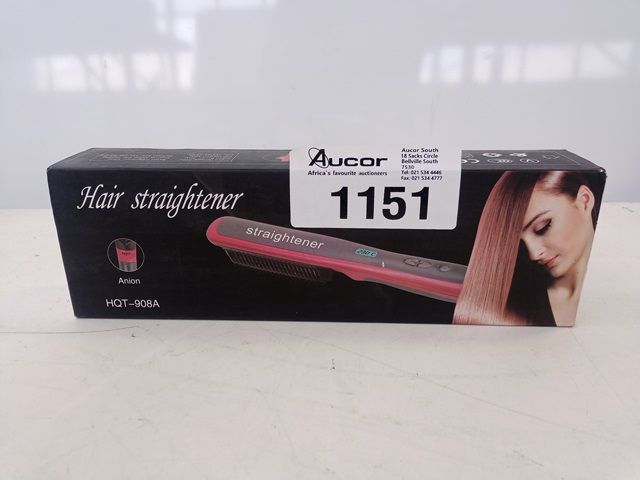 Aucor
Africa's favourite auctioneers
Aucor South
18 Sacks Circle
Bellville South
7530
Tel: 021 534 4446
Fax: 021 534 4777
1151
Hair straightener
straightener
Anion
HQT-908A